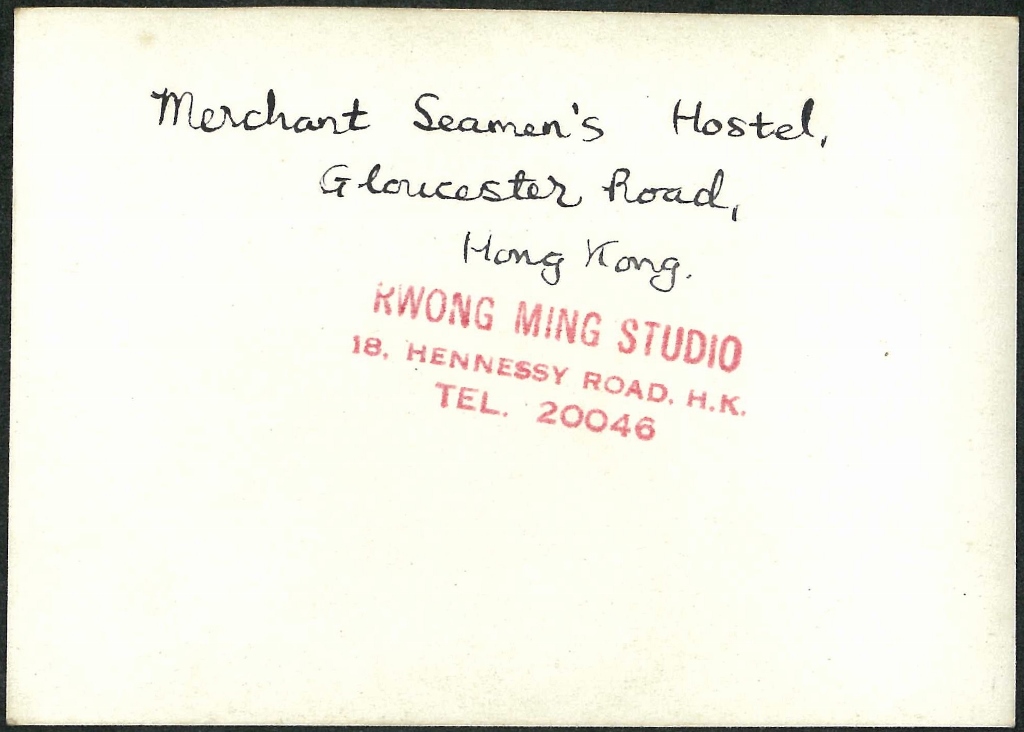 Merchant Seamen's Hostel,
Gloucester Road,
Hong Kong.
KWONG MING STUDIO
18, HENNESSY ROAD. H.K.
TEL. 20046